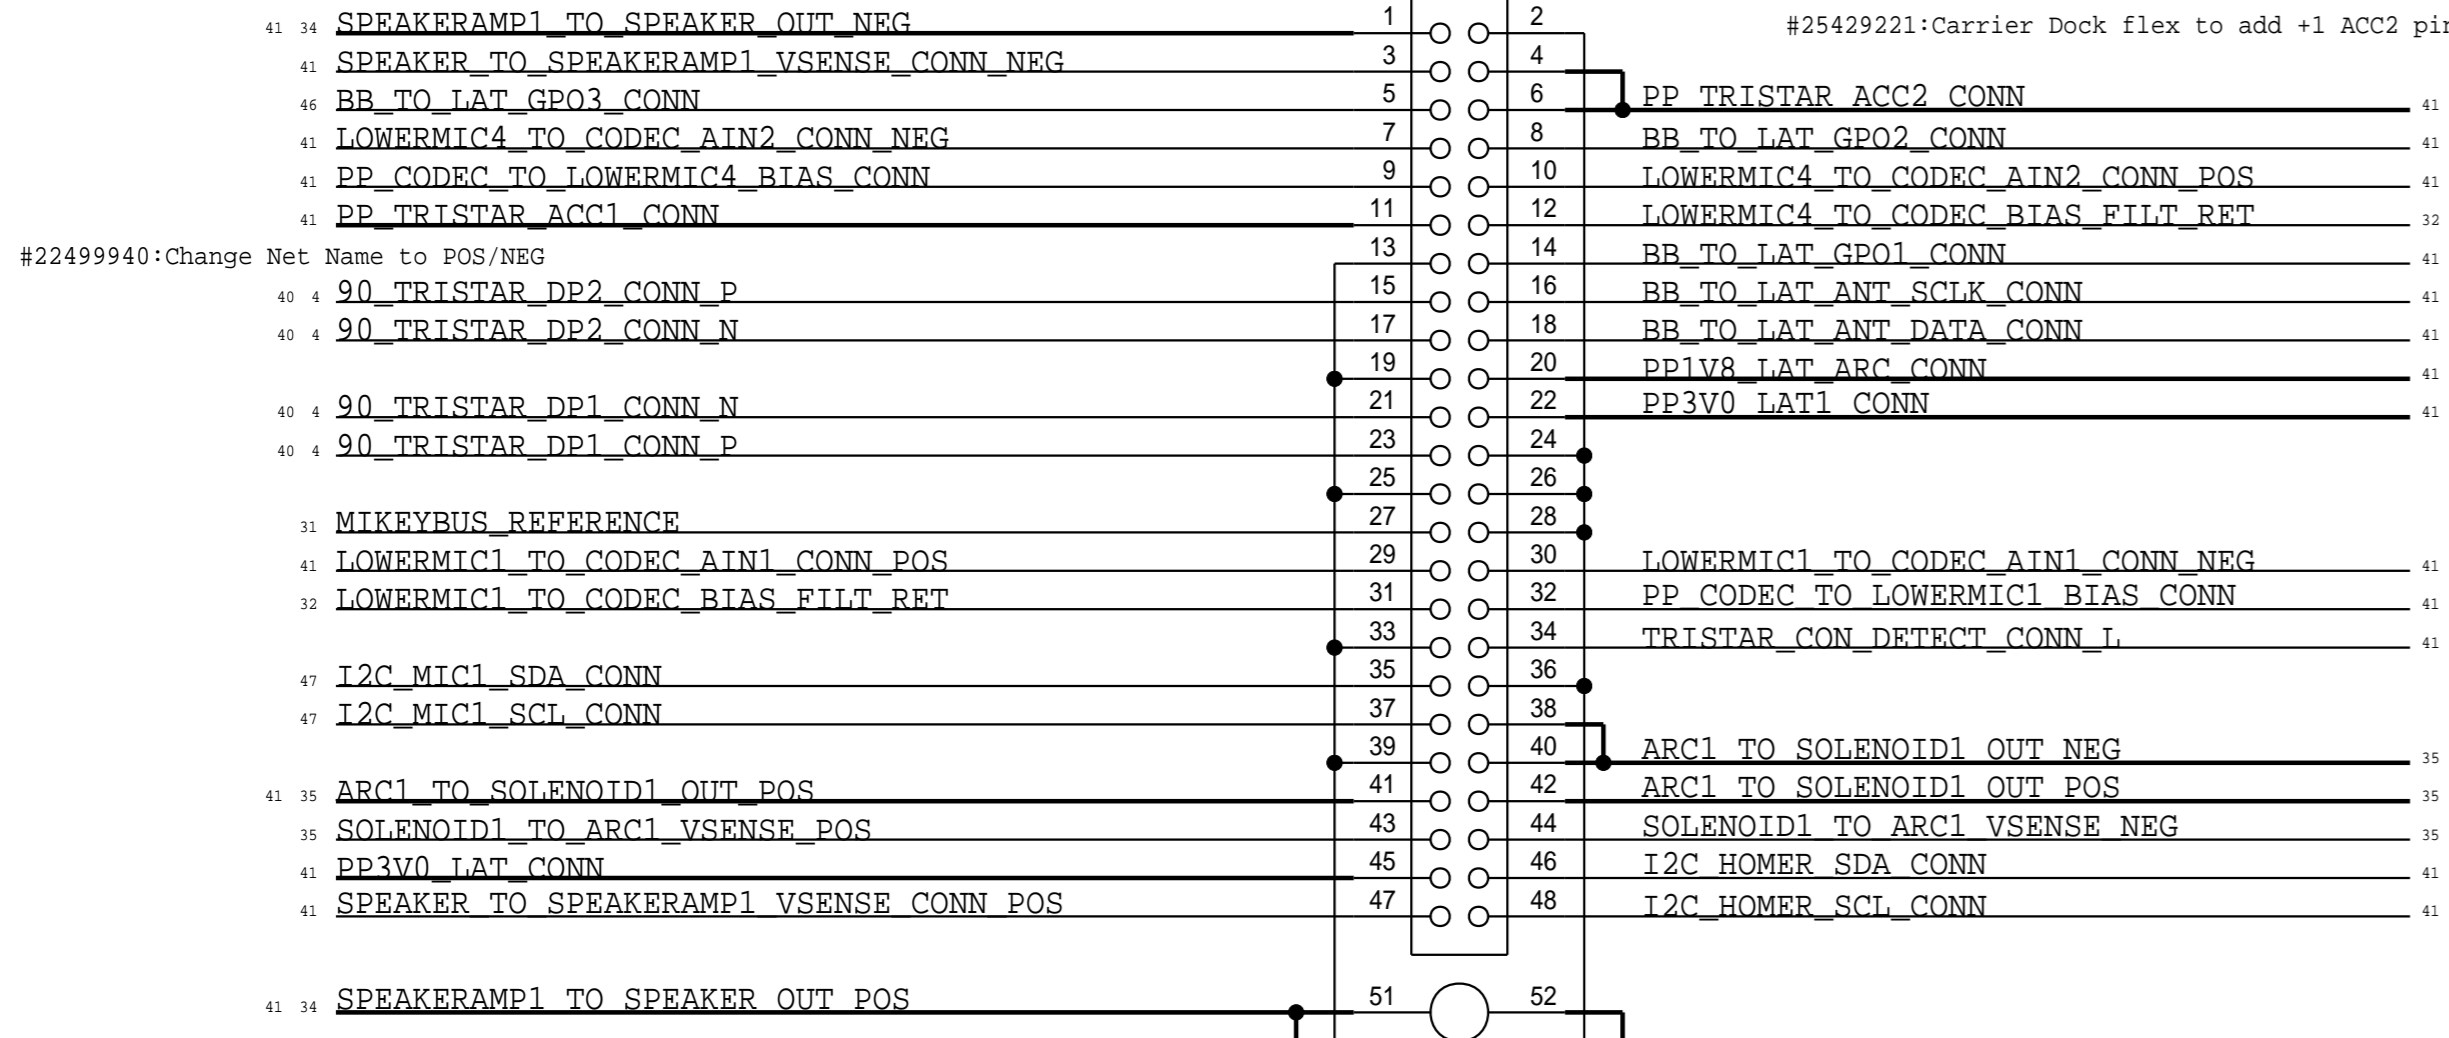 41 34 SPEAKERAMP1_TO_SPEAKER_OUT_NEG 1 2 #25429221:Carrier Dock flex to add +1 ACC2
41 SPEAKER_TO_SPEAKERAMP1_VSENSE_CONN_NEG 3 4
46 BB_TO_LAT_GPO3_CONN 5 6 PP_TRISTAR_ACC2_CONN 41
41 LOWERMIC4_TO_CODEC_AIN2_CONN_NEG 7 8 BB_TO_LAT_GPO2_CONN 41
41 PP_CODEC_TO_LOWERMIC4_BIAS_CONN 9 10 LOWERMIC4_TO_CODEC_AIN2_CONN_POS 41
41 PP_TRISTAR_ACC1_CONN 11 12 LOWERMIC4_TO_CODEC_BIAS_FILT_RET 32
#22499940:Change Net Name to POS/NEG 13 14 BB_TO_LAT_GPO1_CONN 41
40 4 90_TRISTAR_DP2_CONN_P 15 16 BB_TO_LAT_ANT_SCLK_CONN 41
40 4 90_TRISTAR_DP2_CONN_N 17 18 BB_TO_LAT_ANT_DATA_CONN 41
19 20 PP1V8_LAT_ARC_CONN 41
40 4 90_TRISTAR_DP1_CONN_N 21 22 PP3V0_LAT1_CONN 41
40 4 90_TRISTAR_DP1_CONN_P 23 24
25 26
31 MIKEYBUS_REFERENCE 27 28
41 LOWERMIC1_TO_CODEC_AIN1_CONN_POS 29 30 LOWERMIC1_TO_CODEC_AIN1_CONN_NEG 41
32 LOWERMIC1_TO_CODEC_BIAS_FILT_RET 31 32 PP_CODEC_TO_LOWERMIC1_BIAS_CONN 41
33 34 TRISTAR_CON_DETECT_CONN_L 41
47 I2C_MIC1_SDA_CONN 35 36
47 I2C_MIC1_SCL_CONN 37 38
39 40 ARC1_TO_SOLENOID1_OUT_NEG 35
41 35 ARC1_TO_SOLENOID1_OUT_POS 41 42 ARC1_TO_SOLENOID1_OUT_POS 35
35 SOLENOID1_TO_ARC1_VSENSE_POS 43 44 SOLENOID1_TO_ARC1_VSENSE_NEG 35
41 PP3V0_LAT_CONN 45 46 I2C_HOMER_SDA_CONN 41
41 SPEAKER_TO_SPEAKERAMP1_VSENSE_CONN_POS 47 48 I2C_HOMER_SCL_CONN 41
41 34 SPEAKERAMP1_TO_SPEAKER_OUT_POS 51 52